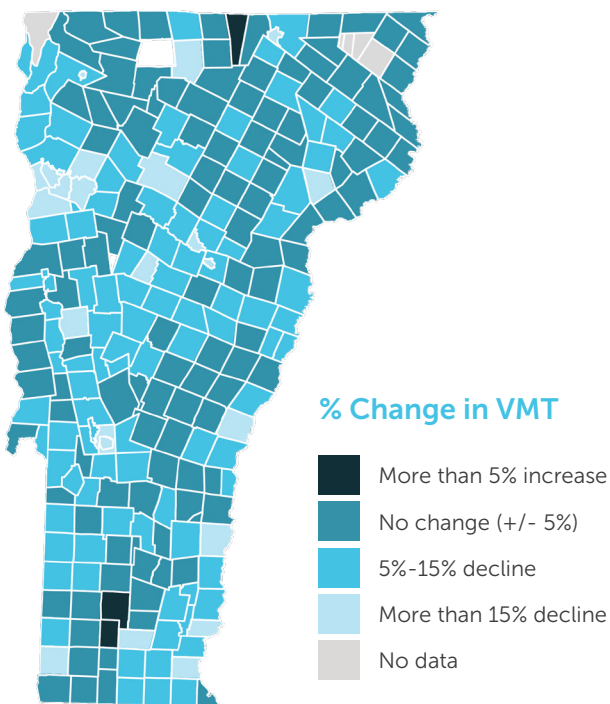 % Change in VMT
More than 5% increase
No change (+/- 5%)
5%-15% decline
More than 15% decline
No data